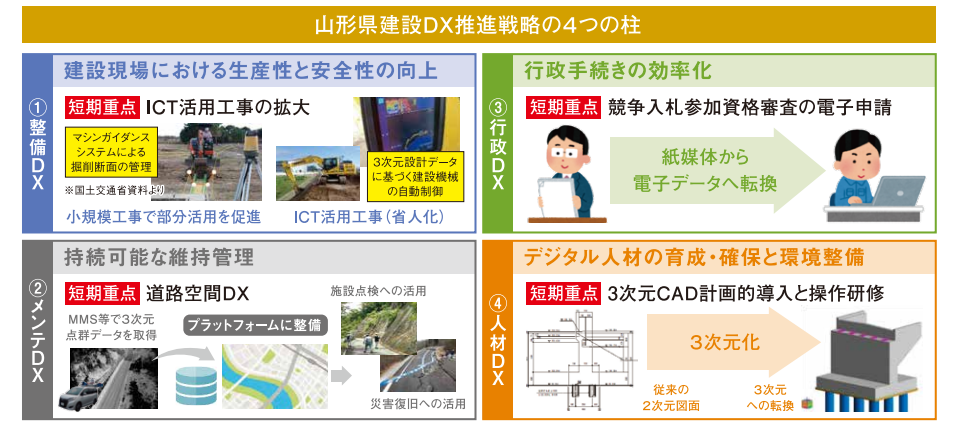 山形県建設DX推進戦略の4つの柱
①整備DX
建設現場における生産性と安全性の向上
短期重点 ICT活用工事の拡大
マシンガイダンス
システムによる
掘削断面の管理
※国土交通省資料より
小規模工事で部分活用を促進
3次元設計データ
に基づく建設機械
の自動制御
ICT活用工事(省人化)
②メンテDX
持続可能な維持管理
短期重点 道路空間DX
MMS等で3次元
点群データを取得
プラットフォームに整備
施設点検への活用
災害復旧への活用
③行政DX
行政手続きの効率化
短期重点 競争入札参加資格審査の電子申請
紙媒体から
電子データへ転換
④人材DX
デジタル人材の育成・確保と環境整備
短期重点 3次元CAD計画的導入と操作研修
3次元化
従来の
2次元図面
3次元
への転換